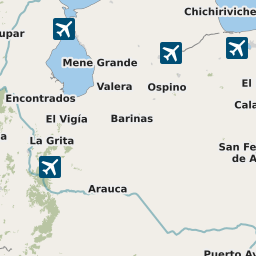 Chichiriviche
upar
Mene Grande
Valera
Ospino
El
Encontrados
Cala
El Vigía
Barinas
La Grita
San Fe
de A
a
Arauca
Puerto Av